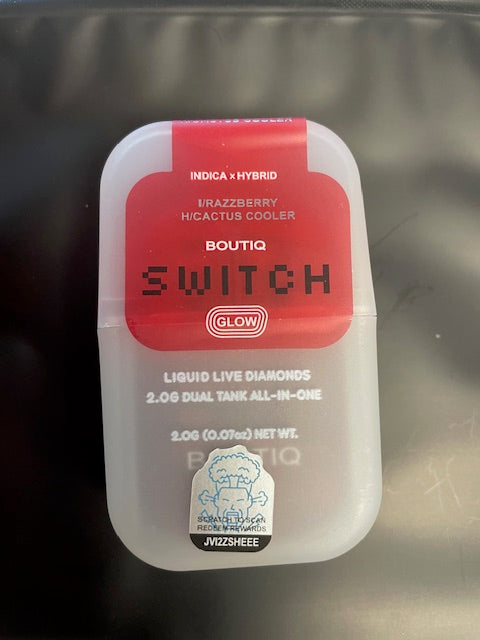 INDICA x HYBRID
I/RAZZBERRY
H/CACTUS COOLER
BOUTIQ
SWITCH
GLOW
LIQUID LIVE DIAMONDS
2.0G DUAL TANK ALL-IN-ONE
2.0G (0.07oz) NET WT.
BOUTIQ
SCRATCH TO SCAN
REDEEM REWARDS
JVI2ZSHEEE